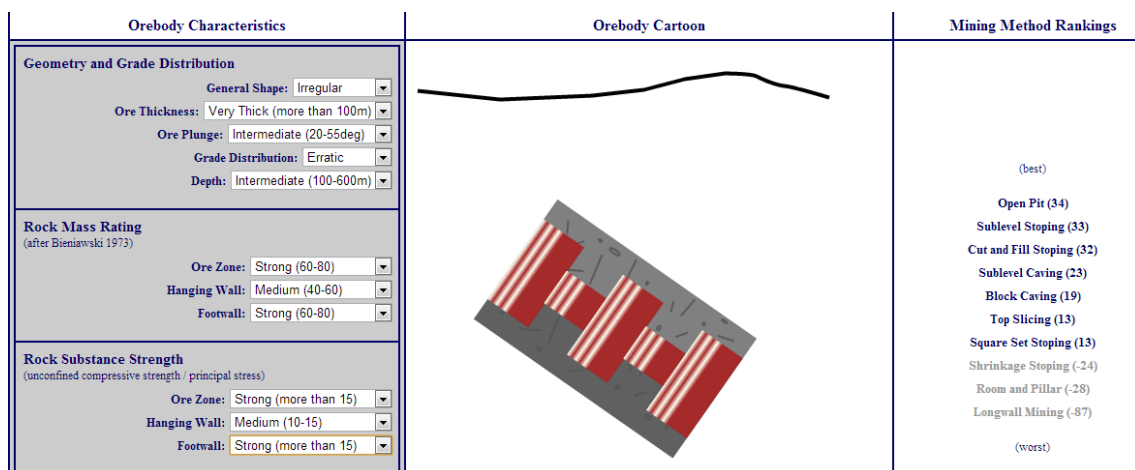 Orebody Characteristics
Geometry and Grade Distribution
General Shape: Irregular
Ore Thickness: Very Thick (more than 100m)
Ore Plunge: Intermediate (20-55deg)
Grade Distribution: Erratic
Depth: Intermediate (100-600m)
Rock Mass Rating
(after Bieniawski 1973)
Ore Zone: Strong (60-80)
Hanging Wall: Medium (40-60)
Footwall: Strong (60-80)
Rock Substance Strength
(unconfined compressive strength / principal stress)
Ore Zone: Strong (more than 15)
Hanging Wall: Medium (10-15)
Footwall: Strong (more than 15)
Orebody Cartoon
Mining Method Rankings
(best)
Open Pit (34)
Sublevel Stoping (33)
Cut and Fill Stoping (32)
Sublevel Caving (23)
Block Caving (19)
Top Slicing (13)
Square Set Stoping (13)
Shrinkage Stoping (-24)
Room and Pillar (-28)
Longwall Mining (-87)
(worst)